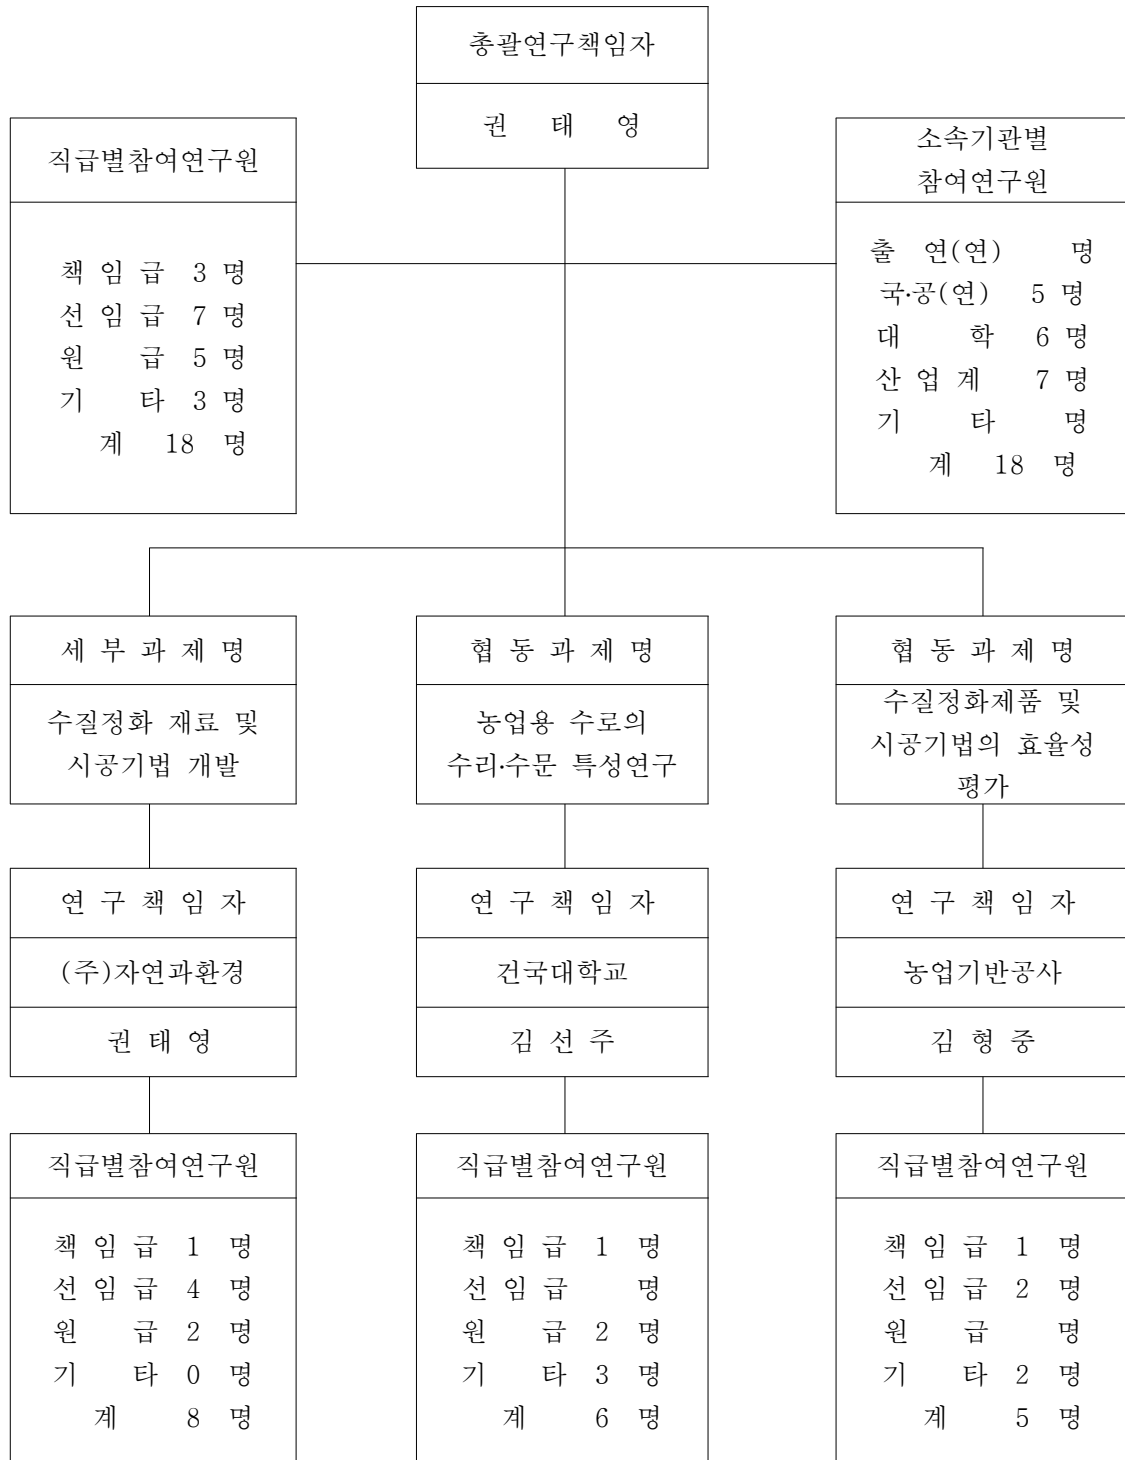 총괄연구책임자
권 태 영
직급별참여연구원
책 임 급 3 명
선 임 급 7 명
원 급 5 명
기 타 3 명
계 18 명
소속기관별
참여연구원
출 연(연) 명
국·공(연) 5 명
대 학 6 명
산 업 계 7 명
기 타 명
계 18 명
세 부 과 제 명
수질정화 재료 및
시공기법 개발
연 구 책 임 자
(주)자연과환경
권 태 영
직급별참여연구원
책 임 급 1 명
선 임 급 4 명
원 급 2 명
기 타 0 명
계 8 명
협 동 과 제 명
농업용 수로의
수리·수문 특성연구
연 구 책 임 자
건국대학교
김 선 주
직급별참여연구원
책 임 급 1 명
선 임 급 명
원 급 2 명
기 타 3 명
계 6 명
협 동 과 제 명
수질정화제품 및
시공기법의 효율성
평가
연 구 책 임 자
농업기반공사
김 형 중
직급별참여연구원
책 임 급 1 명
선 임 급 2 명
원 급 명
기 타 2 명
계 5 명